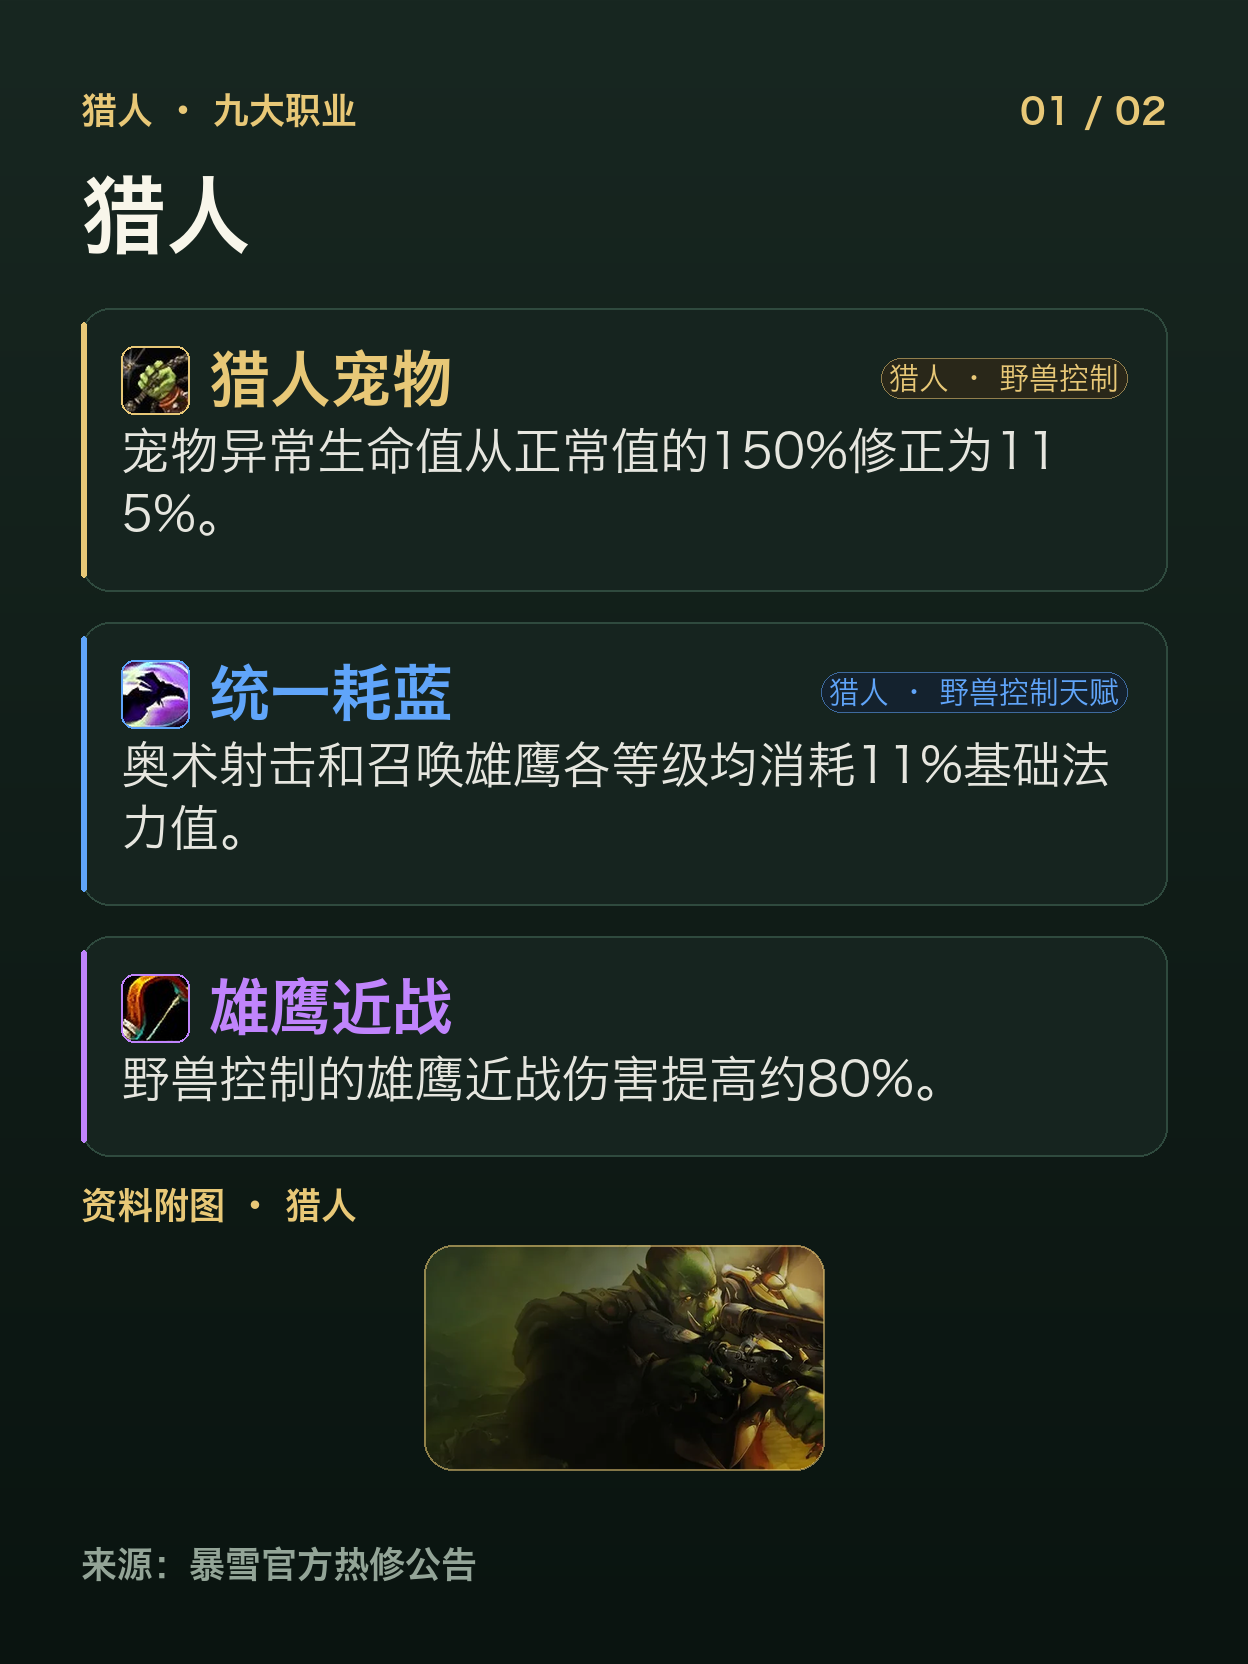 猎人 · 九大职业
01 / 02
猎人
猎人宠物
猎人 · 野兽控制
宠物异常生命值从正常值的150%修正为11
5%。
统一耗蓝
猎人 · 野兽控制天赋
奥术射击和召唤雄鹰各等级均消耗11%基础法
力值。
雄鹰近战
野兽控制的雄鹰近战伤害提高约80%。
资料附图 · 猎人
来源：暴雪官方热修公告